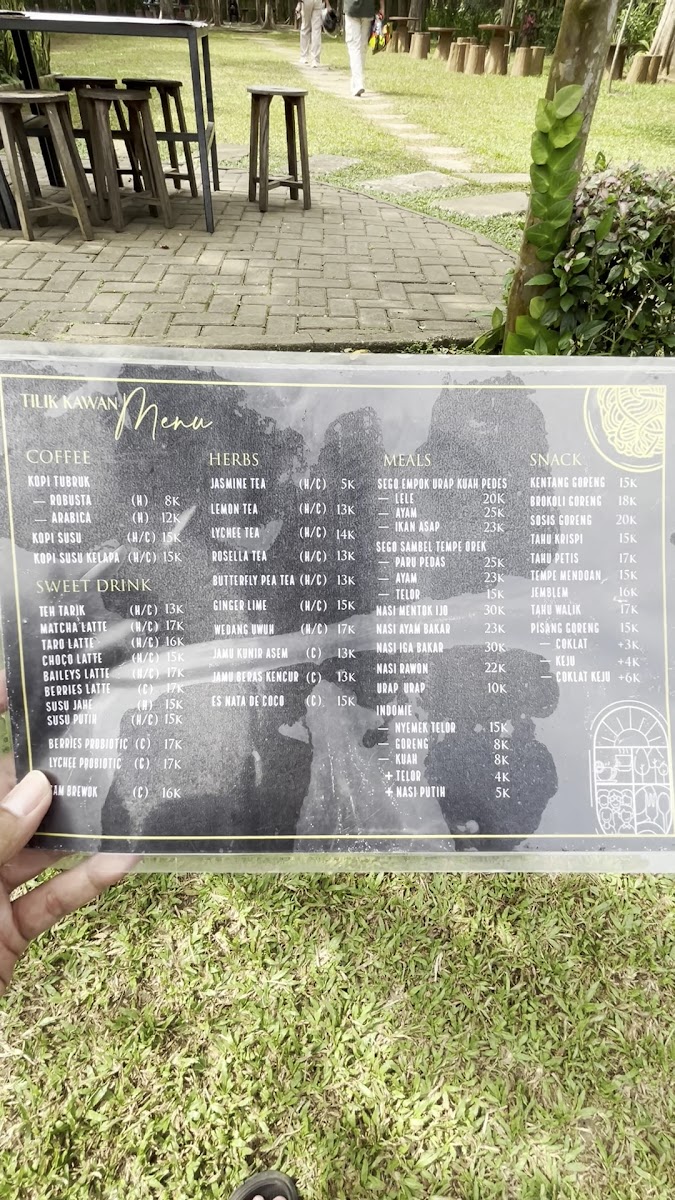 TILIK KAWAN Menu
COFFEE
KOPI TUBRUK
— ROBUSTA (H) 8K
— ARABICA (H) 12K
KOPI SUSU (H/C) 15K
KOPI SUSU KELAPA (H/C) 15K
SWEET DRINK
TEH TARIK (H/C) 13K
MATCHA LATTE (H/C) 17K
TARO LATTE (H/C) 16K
CHOCO LATTE (H/C) 15K
BAILEYS LATTE (H/C) 17K
BERRIES LATTE (C) 17K
SUSU JAHE (H) 15K
SUSU PUTIH (H/C) 15K
BERRIES PROBIOTIC (C) 17K
LYCHEE PROBIOTIC (C) 17K
DREWOK (C) 16K
HERBS
JASMINE TEA (H/C) 5K
LEMON TEA (H/C) 13K
LYCHEE TEA (H/C) 14K
ROSELLA TEA (H/C) 13K
BUTTERFLY PEA TEA (H/C) 13K
GINGER LIME (H/C) 15K
WEDANG UWUH (H/C) 17K
JAMU KUNIR ASEM (C) 13K
JAMU BERAS KENCUR (C) 13K
ES NATA DE COCO (C) 15K
MEALS
SEGO EMPOK URAP KUAH PEDES
— LELE 20K
— AYAM 25K
— IKAN ASAP 23K
SEGO SAMBEL TEMPE OREK
— PARU PEDAS 25K
— AYAM 23K
— TELOR 15K
NASI MENTOK IJO 30K
NASI AYAM BAKAR 23K
NASI IGA BAKAR 30K
NASI RAWON 22K
URAP URAP 10K
INDOMIE
— NYEMEK TELOR 15K
— GORENG 8K
— KUAH 8K
+ TELOR 4K
+ NASI PUTIH 5K
SNACK
KENTANG GORENG 15K
BROKOLI GORENG 18K
SOSIS GORENG 20K
TAHU KRISPI 15K
TAHU PETIS 17K
TEMPE MENDOAN 15K
JEMBLEM 16K
TAHU WALIK 17K
PISANG GORENG 15K
— COKLAT +3K
— KEJU +4K
— COKLAT KEJU +6K